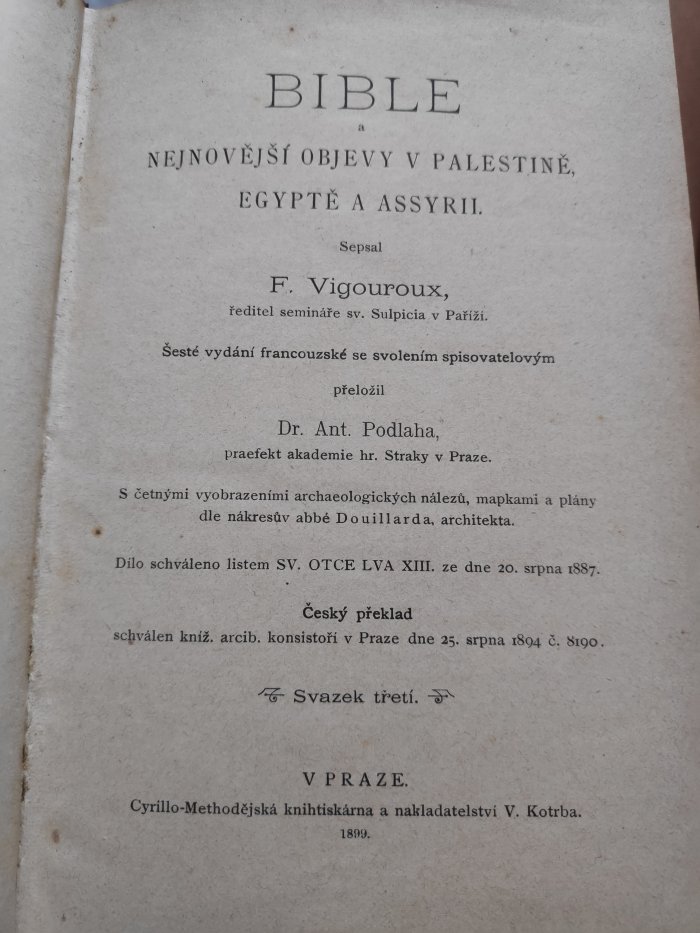 BIBLE
a
NEJNOVĚJŠÍ OBJEVY V PALESTINĚ,
EGYPTĚ A ASSYRII.
Sepsal
F. Vigouroux,
ředitel semináře sv. Sulpicia v Paříži.
Šesté vydání francouzské se svolením spisovatelovým
přeložil
Dr. Ant. Podlaha,
praefekt akademie hr. Straky v Praze.
S četnými vyobrazeními archaeologických nálezů, mapkami a plány
dle nákresův abbé Douillarda, architekta.
Dílo schváleno listem SV. OTCE LVA XIII. ze dne 20. srpna 1887.
Český překlad
schválen kníž. arcib. konsistoří v Praze dne 25. srpna 1894 č. 8190.
Svazek třetí.
V PRAZE.
Cyrillo-Methodějská knihtiskárna a nakladatelství V. Kotrba.
1899.